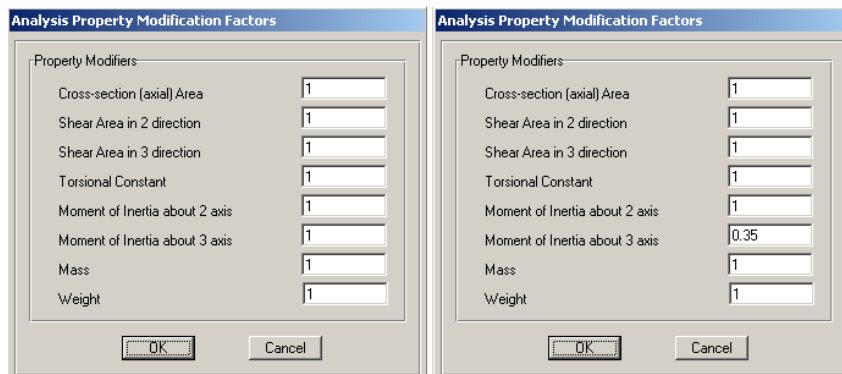 Analysis Property Modification Factors
Property Modifiers
Cross-section (axial) Area 1
Shear Area in 2 direction 1
Shear Area in 3 direction 1
Torsional Constant 1
Moment of Inertia about 2 axis 1
Moment of Inertia about 3 axis 1
Mass 1
Weight 1
OK Cancel
Analysis Property Modification Factors
Property Modifiers
Cross-section (axial) Area 1
Shear Area in 2 direction 1
Shear Area in 3 direction 1
Torsional Constant 1
Moment of Inertia about 2 axis 1
Moment of Inertia about 3 axis 0.35
Mass 1
Weight 1
OK Cancel